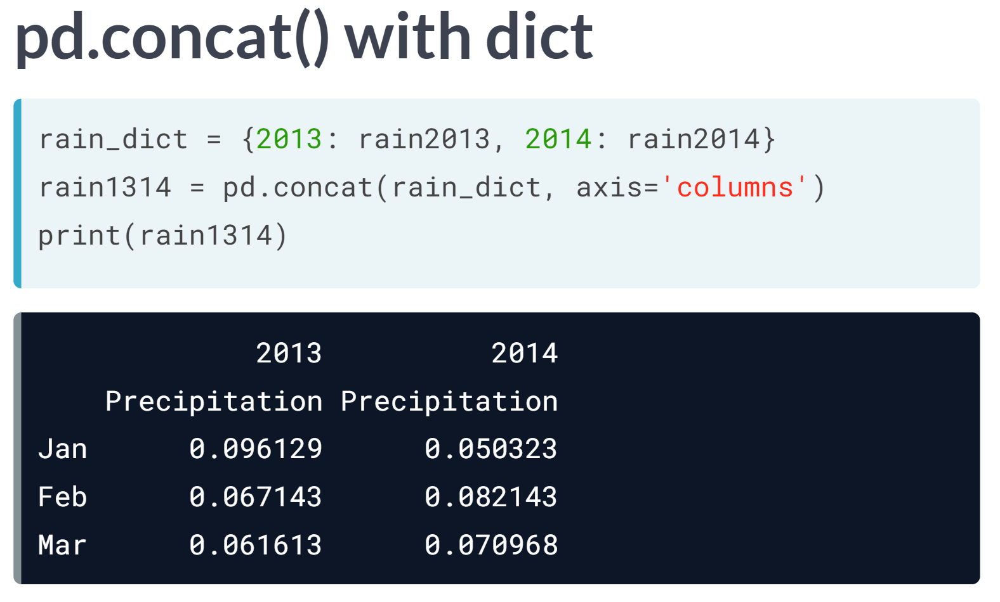 pd.concat() with dict
rain_dict = {2013: rain2013, 2014: rain2014}
rain1314 = pd.concat(rain_dict, axis='columns')
print(rain1314)
2013 2014
Precipitation Precipitation
Jan 0.096129 0.050323
Feb 0.067143 0.082143
Mar 0.061613 0.070968